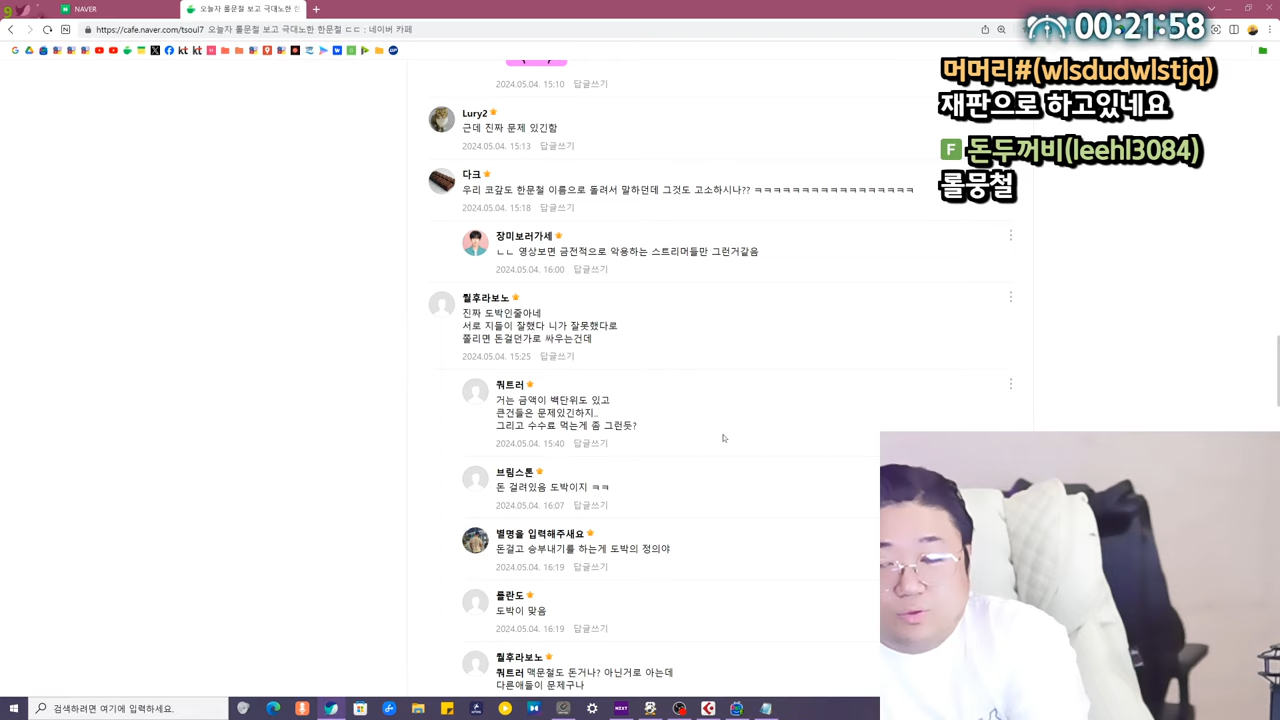 NAVER
오늘자 롤문철 보고 극대노한 한
https://cafe.naver.com/tsoul7 오늘자 롤문철 보고 극대노한 한문철 ㄷㄷ : 네이버 카페
00:21:58
머머리#(wlsdudwlstjq)
재판으로 하고있네요
F 돈두꺼비(leehl3084)
롤뭉철
2024.05.04. 15:10 답글쓰기
Lury2
근데 진짜 문제 있긴함
2024.05.04. 15:13 답글쓰기
다크
우리 코갚도 한문철 이름으로 돌려서 말하던데 그것도 고소하시나?? ㅋㅋㅋㅋㅋㅋㅋㅋㅋㅋㅋㅋㅋㅋㅋㅋㅋ
2024.05.04. 15:18 답글쓰기
장미보러가세
ㄴㄴ 영상보면 금전적으로 악용하는 스트리머들만 그런거같음
2024.05.04. 16:00 답글쓰기
훨후라보노
진짜 도박인줄아네
서로 지들이 잘했다 니가 잘못했다로
쫄리면 돈걸던가로 싸우는건데
2024.05.04. 15:25 답글쓰기
쿼트러
거는 금액이 백단위도 있고
큰건들은 문제있긴하지..
그리고 수수료 먹는게 좀 그런듯?
2024.05.04. 15:40 답글쓰기
브림스톤
돈 걸려있음 도박이지 ㅋㅋ
2024.05.04. 16:07 답글쓰기
별명을 입력해주새요
돈걸고 승부내기를 하는게 도박의 정의야
2024.05.04. 16:19 답글쓰기
를란도
도박이 맞음
2024.05.04. 16:19 답글쓰기
훨후라보노
쿼트러 맥문철도 돈거나? 아닌거로 아는데
다른애들이 문제구나
검색하려면 여기에 입력하세요.